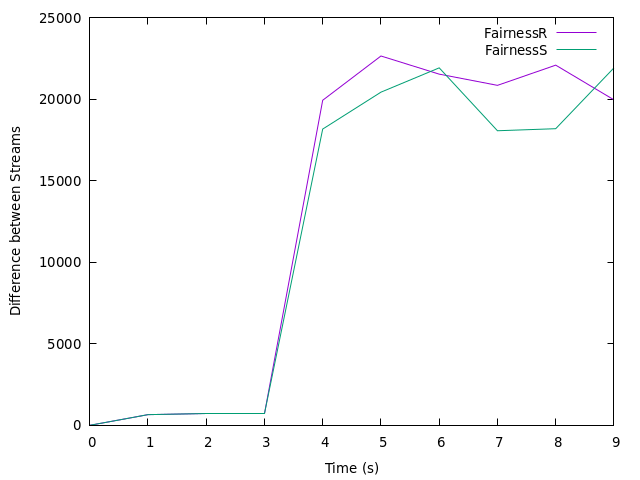 25000
20000
15000
10000
5000
0
Difference between Streams
FairnessR
FairnessS
0 1 2 3 4 5 6 7 8 9
Time (s)